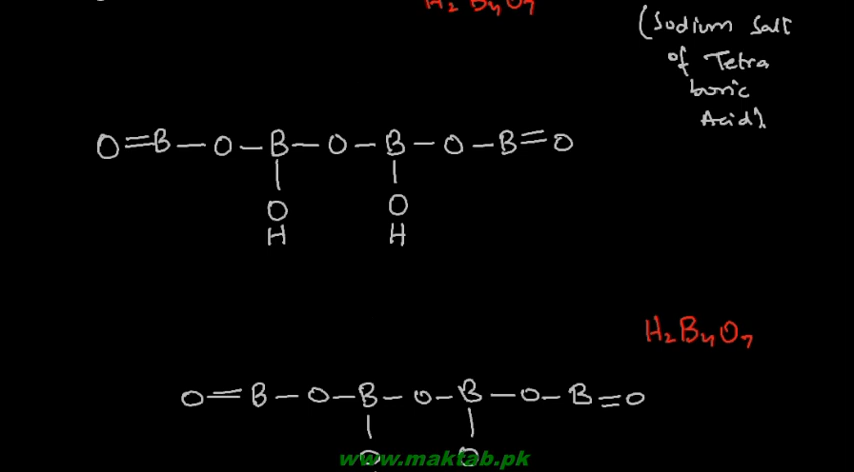 H₂B₄O₇
(Sodium Salt
of Tetra
boric
Acid)
O=B—O—B—O—B—O—B=O
O O
H H
H₂B₄O₇
O=B—O—B—O—B—O—B=O
O O
www.maktab.pk